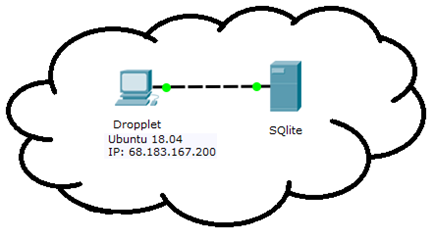 Dropplet
Ubuntu 18.04
IP: 68.183.167.200
SQlite